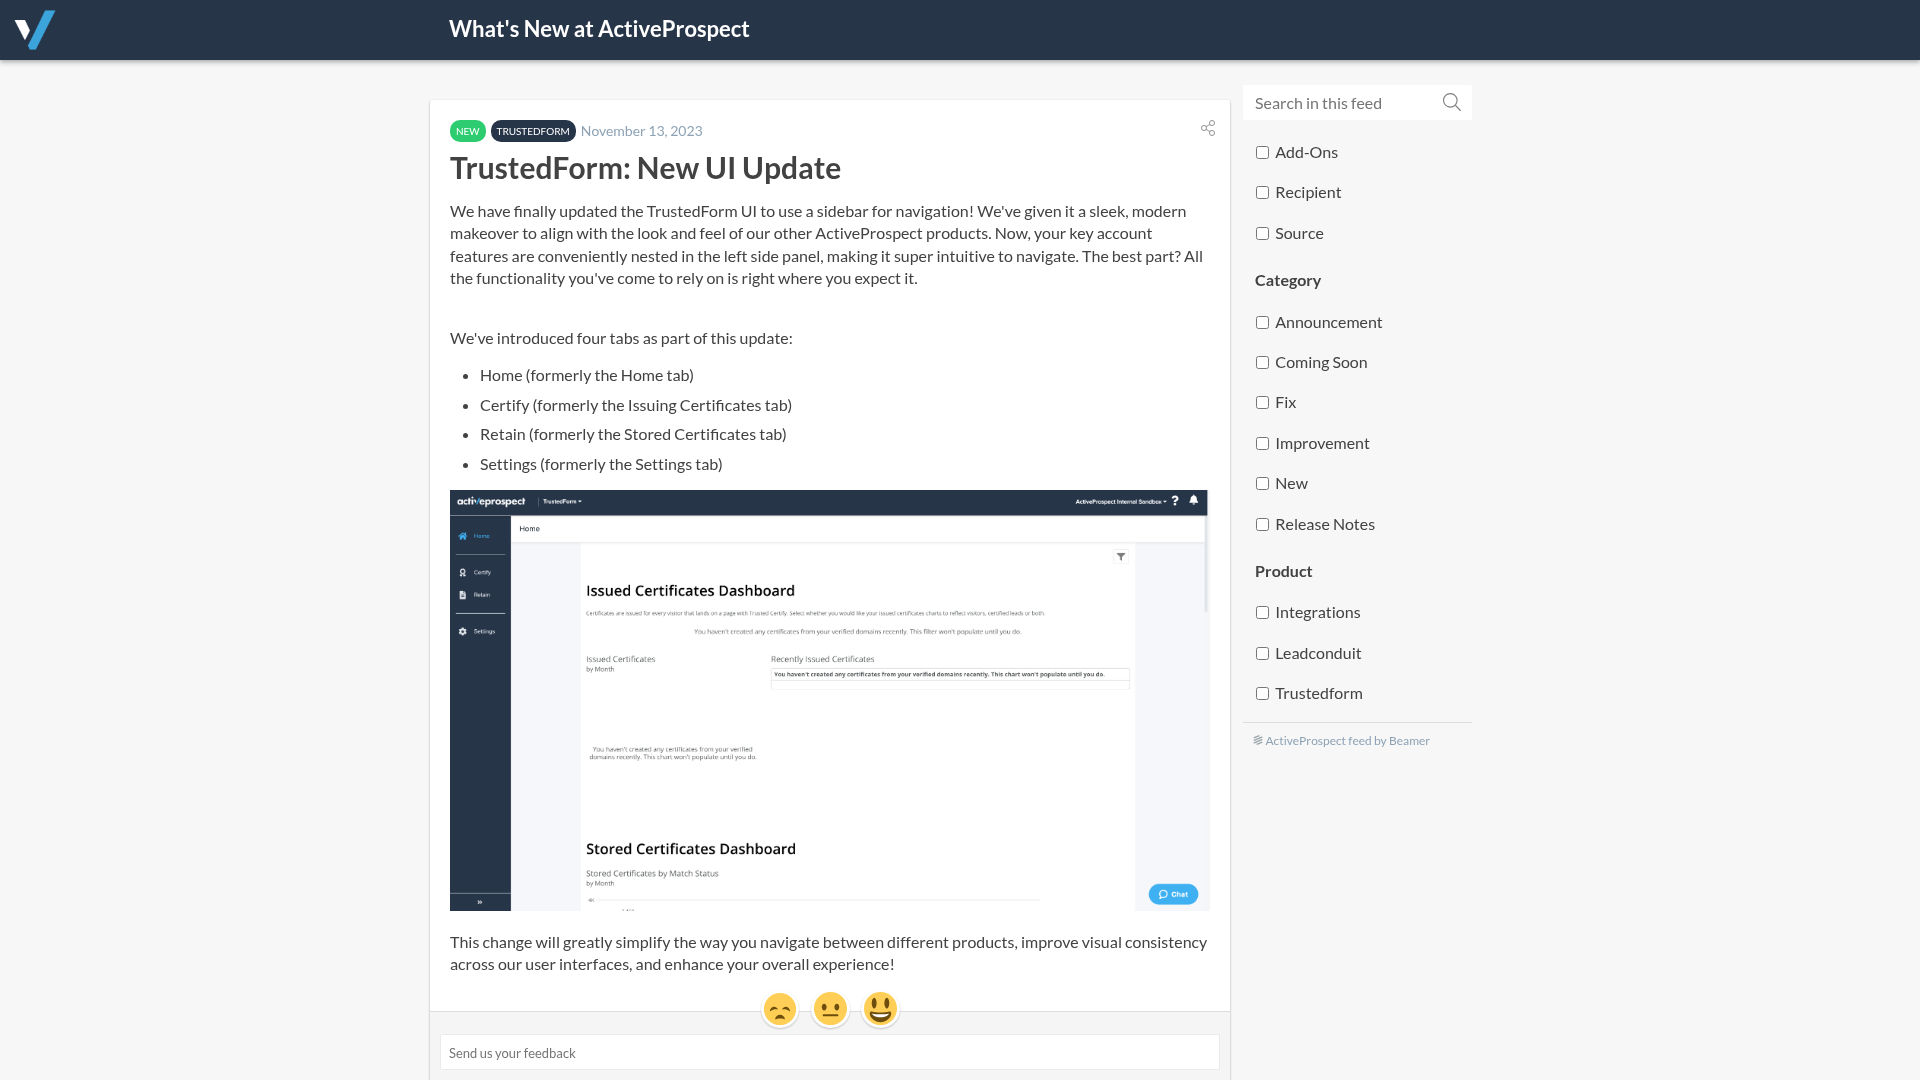 What's New at ActiveProspect
NEW TRUSTEDFORM November 13, 2023
TrustedForm: New UI Update
We have finally updated the TrustedForm UI to use a sidebar for navigation! We've given it a sleek, modern
makeover to align with the look and feel of our other ActiveProspect products. Now, your key account
features are conveniently nested in the left side panel, making it super intuitive to navigate. The best part? All
the functionality you've come to rely on is right where you expect it.
We've introduced four tabs as part of this update:
Home (formerly the Home tab)
Certify (formerly the Issuing Certificates tab)
Retain (formerly the Stored Certificates tab)
Settings (formerly the Settings tab)
activeprospect TrustedForm ActiveProspect Internal Sandbox ?
Home
Home
Certify
Retain
Settings
Issued Certificates Dashboard
Certificates are issued for every visitor that lands on a page with Trusted Certify. Select whether you would like your issued certificates charts to reflect visitors, certified leads or both.
You haven't created any certificates from your verified domains recently. This filter won't populate until you do.
Issued Certificates
by Month
Recently Issued Certificates
You haven't created any certificates from your verified domains recently. This chart won't populate until you do.
You haven't created any certificates from your verified
domains recently. This chart won't populate until you do.
Stored Certificates Dashboard
Stored Certificates by Match Status
by Month
Chat
»
This change will greatly simplify the way you navigate between different products, improve visual consistency
across our user interfaces, and enhance your overall experience!
Send us your feedback
Search in this feed
Add-Ons
Recipient
Source
Category
Announcement
Coming Soon
Fix
Improvement
New
Release Notes
Product
Integrations
Leadconduit
Trustedform
ActiveProspect feed by Beamer